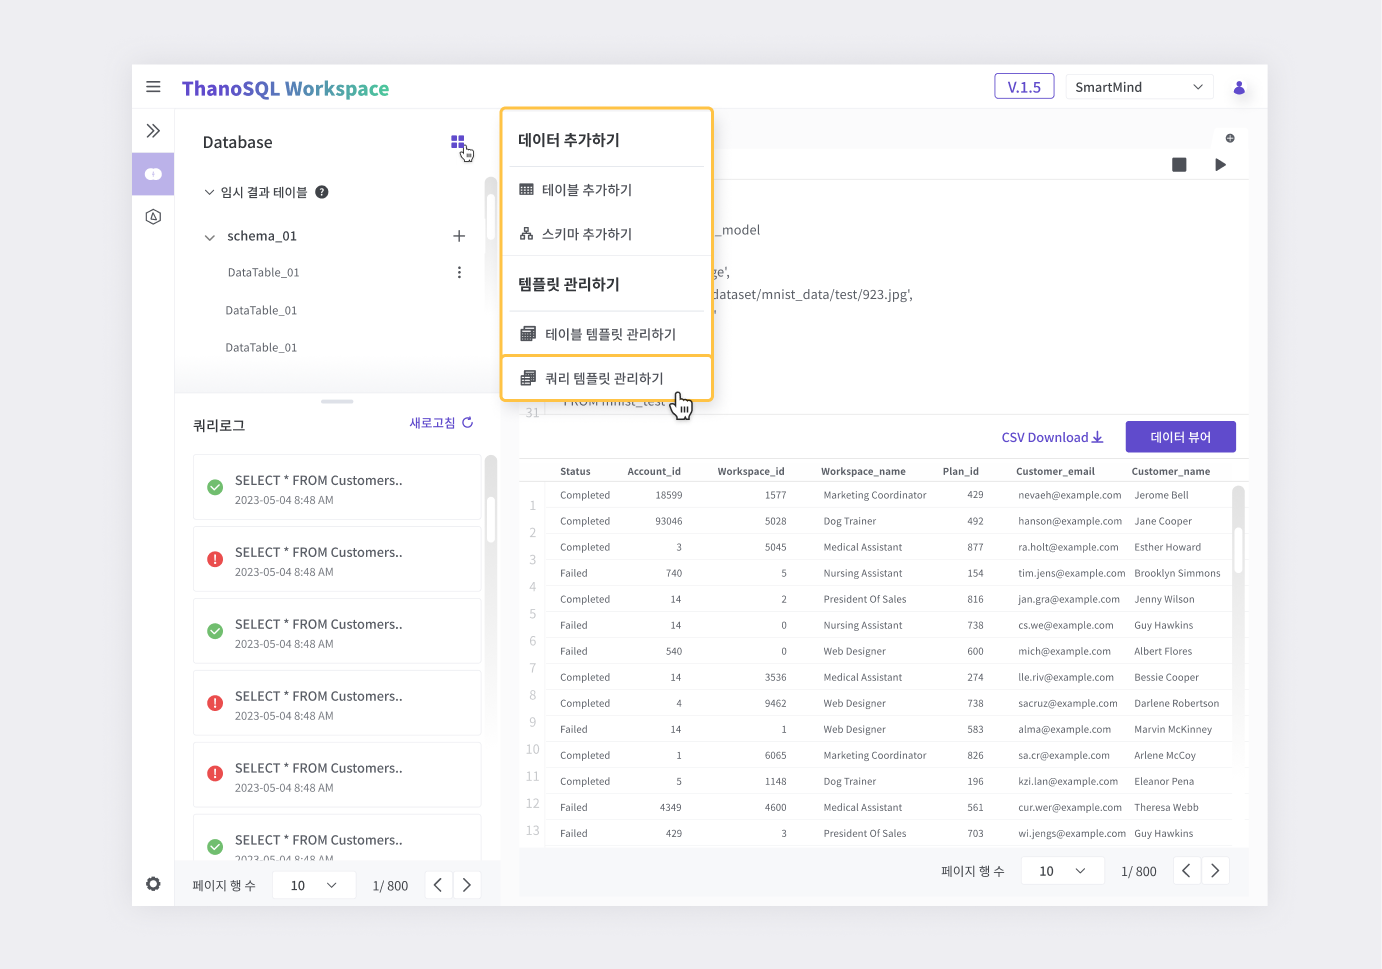 ThanoSQL Workspace
V.1.5
SmartMind
Database
임시 결과 테이블 ?
schema_01
DataTable_01
DataTable_01
DataTable_01
데이터 추가하기
테이블 추가하기
스키마 추가하기
템플릿 관리하기
테이블 템플릿 관리하기
쿼리 템플릿 관리하기
_model
ge',
dataset/mnist_data/test/923.jpg',
'
FROM mnist_test
31
쿼리로그
새로고침
SELECT * FROM Customers..
2023-05-04 8:48 AM
SELECT * FROM Customers..
2023-05-04 8:48 AM
SELECT * FROM Customers..
2023-05-04 8:48 AM
SELECT * FROM Customers..
2023-05-04 8:48 AM
SELECT * FROM Customers..
2023-05-04 8:48 AM
SELECT * FROM Customers..
2023-05-04 8:48 AM
페이지 행 수 10 1/ 800
CSV Download
데이터 뷰어
Status Account_id Workspace_id Workspace_name Plan_id Customer_email Customer_name
1 Completed 18599 1577 Marketing Coordinator 429 nevaeh@example.com Jerome Bell
2 Completed 93046 5028 Dog Trainer 492 hanson@example.com Jane Cooper
3 Completed 3 5045 Medical Assistant 877 ra.holt@example.com Esther Howard
4 Failed 740 5 Nursing Assistant 154 tim.jens@example.com Brooklyn Simmons
5 Completed 14 2 President Of Sales 816 jan.gra@example.com Jenny Wilson
6 Failed 14 0 Nursing Assistant 738 cs.we@example.com Guy Hawkins
7 Failed 540 0 Web Designer 600 mich@example.com Albert Flores
8 Completed 14 3536 Medical Assistant 274 lle.riv@example.com Bessie Cooper
9 Completed 4 9462 Web Designer 738 sacruz@example.com Darlene Robertson
10 Failed 14 1 Web Designer 583 alma@example.com Marvin McKinney
11 Completed 1 6065 Marketing Coordinator 826 sa.cr@example.com Arlene McCoy
12 Completed 5 1148 Dog Trainer 196 kzi.lan@example.com Eleanor Pena
13 Failed 4349 4600 Medical Assistant 561 cur.wer@example.com Theresa Webb
Failed 429 3 President Of Sales 703 wi.jengs@example.com Guy Hawkins
페이지 행 수 10 1/ 800